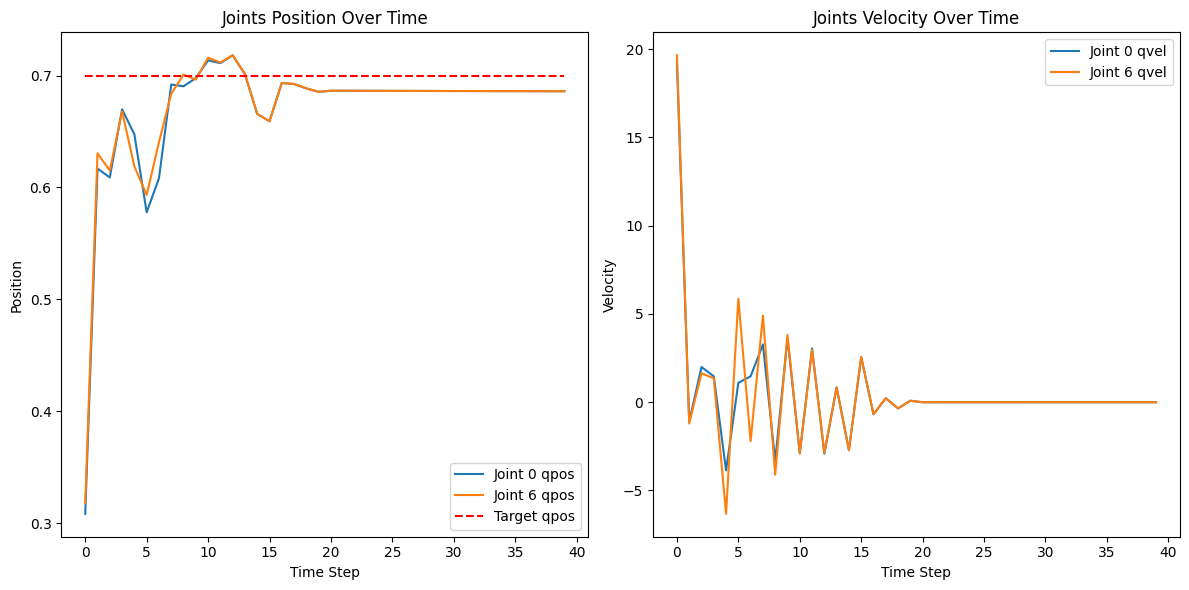 Joints Position Over Time
Position
0.7
0.6
0.5
0.4
0.3
0 5 10 15 20 25 30 35 40
Time Step
Joint 0 qpos
Joint 6 qpos
Target qpos
Joints Velocity Over Time
Velocity
20
15
10
5
0
−5
0 5 10 15 20 25 30 35 40
Time Step
Joint 0 qvel
Joint 6 qvel